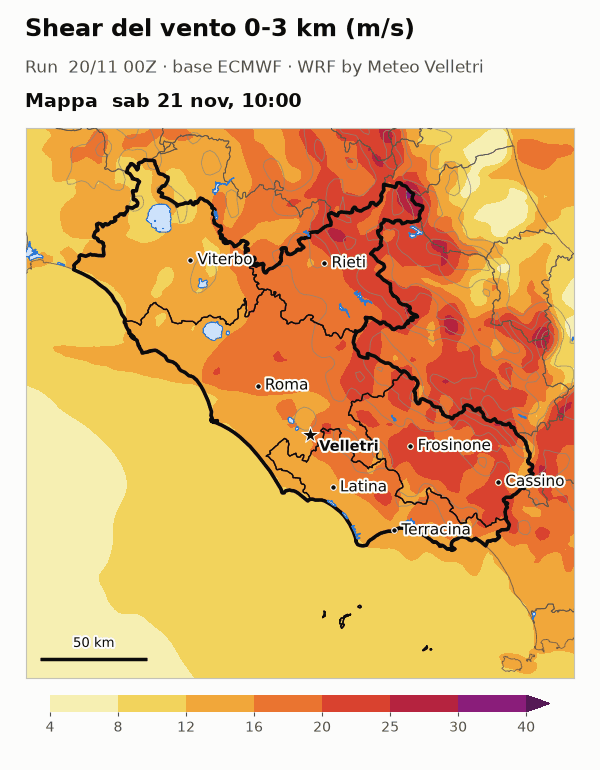 Shear del vento 0-3 km (m/s)
Run  20/11 00Z · base ECMWF · WRF by Meteo Velletri
Mappa  sab 21 nov, 10:00
Viterbo
Rieti
Roma
Velletri
Frosinone
Cassino
Latina
Terracina
50 km
4 8 12 16 20 25 30 40